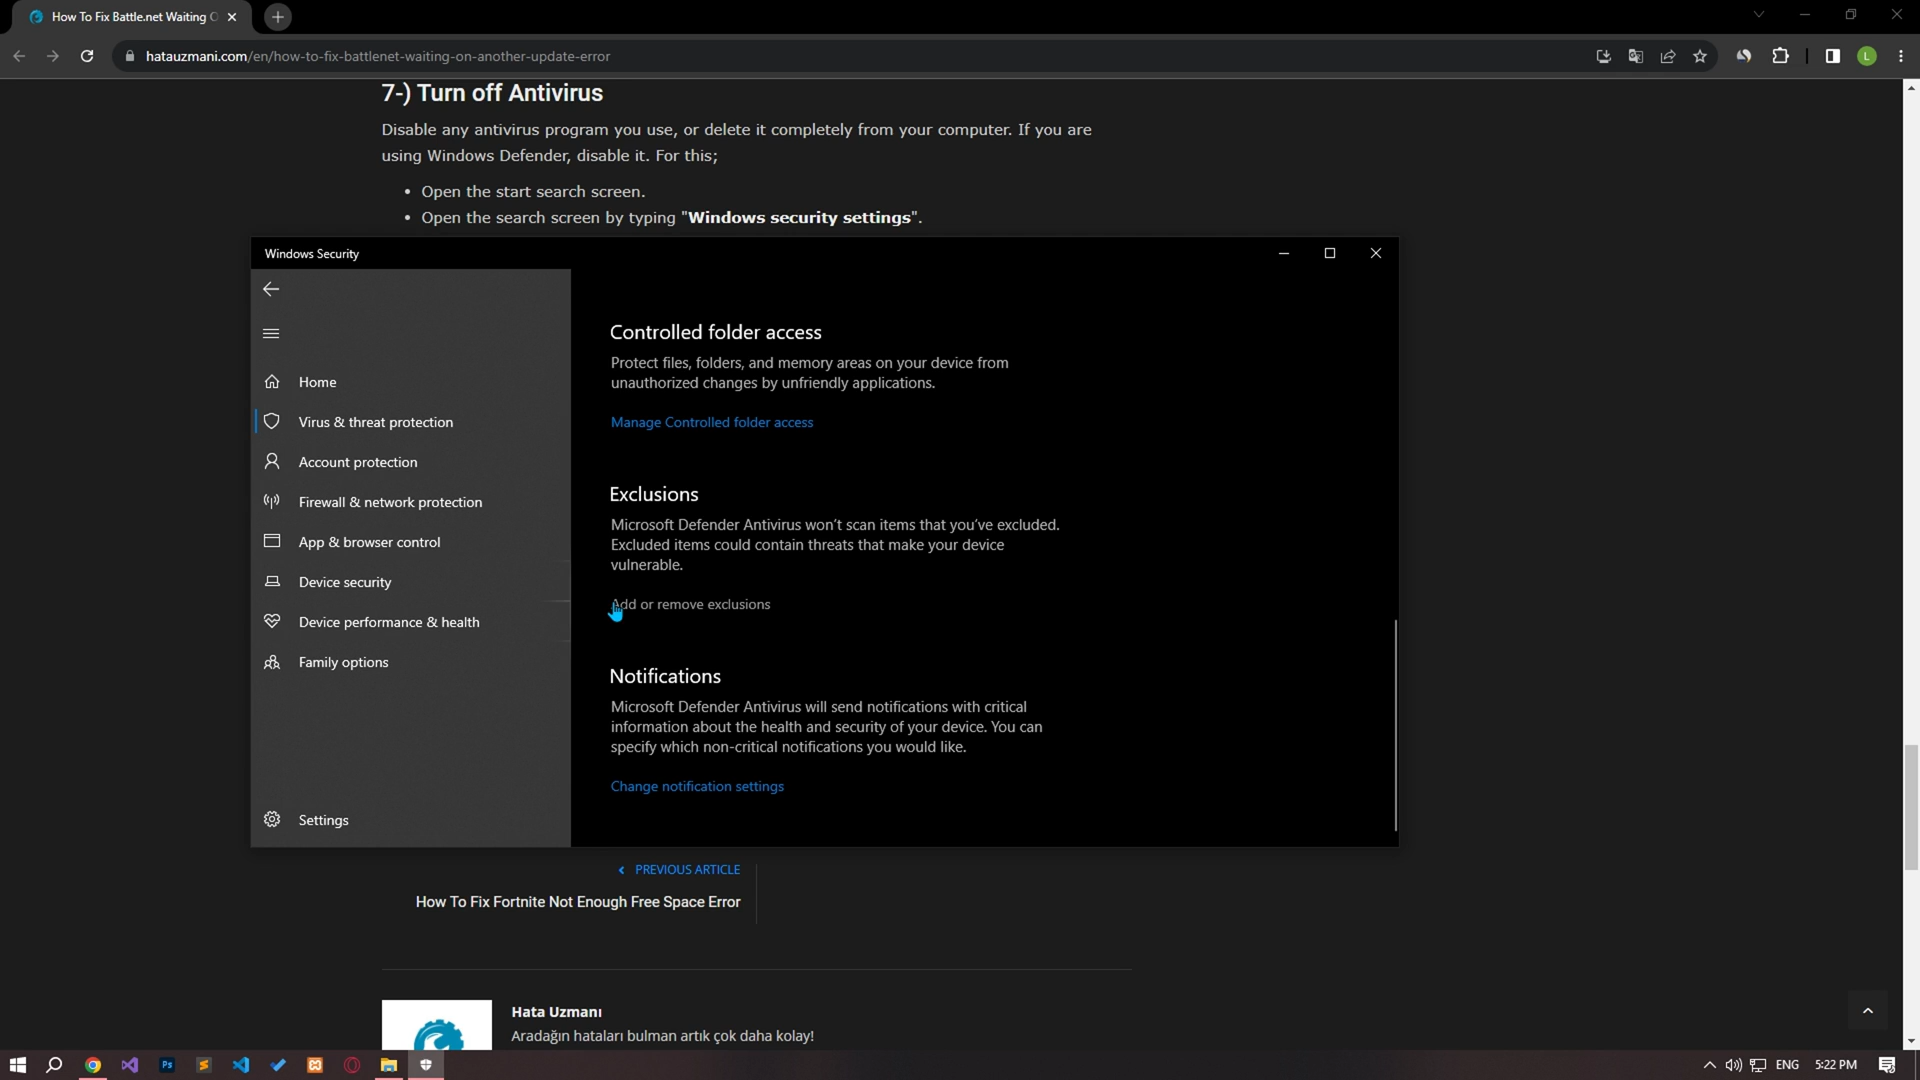 How To Fix Battle.net Waiting O
hatauzmani.com/en/how-to-fix-battlenet-waiting-on-another-update-error
L
7-) Turn off Antivirus
Disable any antivirus program you use, or delete it completely from your computer. If you are
using Windows Defender, disable it. For this;
• Open the start search screen.
• Open the search screen by typing "Windows security settings".
Windows Security
Home
Virus & threat protection
Account protection
Firewall & network protection
App & browser control
Device security
Device performance & health
Family options
Settings
Controlled folder access
Protect files, folders, and memory areas on your device from
unauthorized changes by unfriendly applications.
Manage Controlled folder access
Exclusions
Microsoft Defender Antivirus won't scan items that you've excluded.
Excluded items could contain threats that make your device
vulnerable.
Add or remove exclusions
Notifications
Microsoft Defender Antivirus will send notifications with critical
information about the health and security of your device. You can
specify which non-critical notifications you would like.
Change notification settings
PREVIOUS ARTICLE
How To Fix Fortnite Not Enough Free Space Error
Hata Uzmanı
Aradağın hataları bulman artık çok daha kolay!
Ps
ENG
5:22 PM